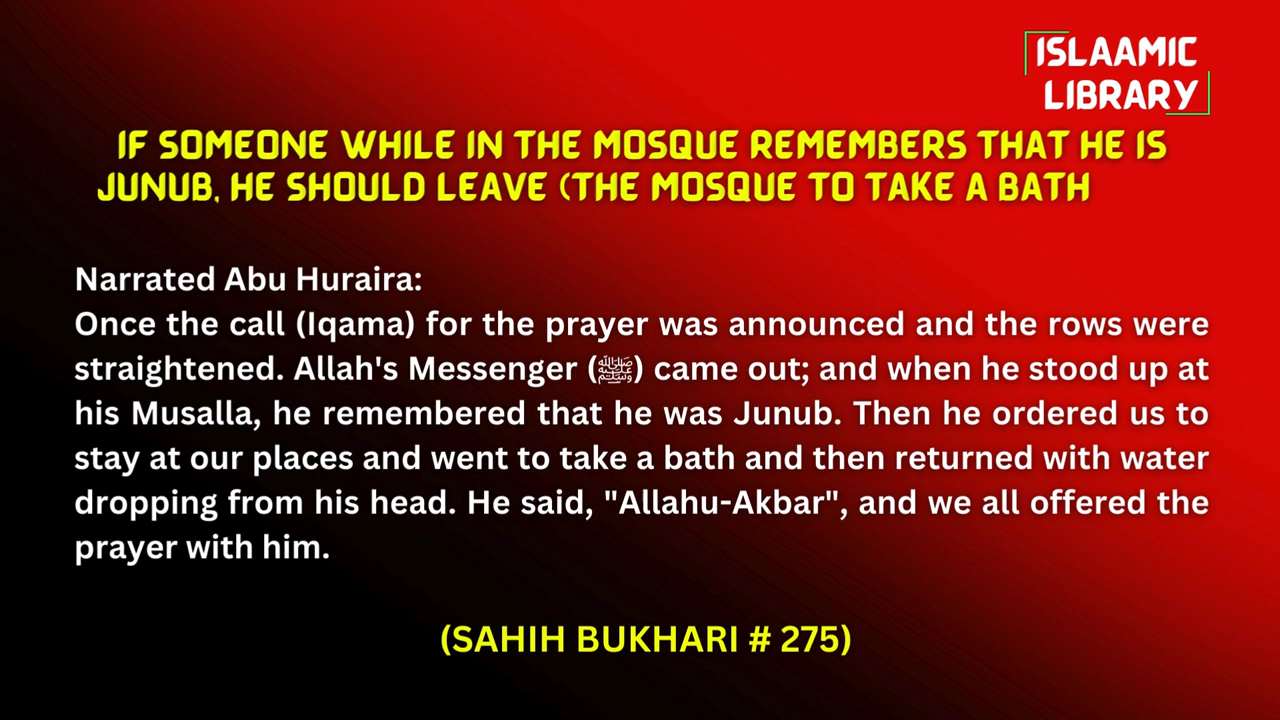 ISLAAMIC
LIBRARY
IF SOMEONE WHILE IN THE MOSQUE REMEMBERS THAT HE IS
JUNUB, HE SHOULD LEAVE (THE MOSQUE TO TAKE A BATH
Narrated Abu Huraira:
Once the call (Iqama) for the prayer was announced and the rows were
straightened. Allah's Messenger (ﷺ) came out; and when he stood up at
his Musalla, he remembered that he was Junub. Then he ordered us to
stay at our places and went to take a bath and then returned with water
dropping from his head. He said, "Allahu-Akbar", and we all offered the
prayer with him.
(SAHIH BUKHARI # 275)